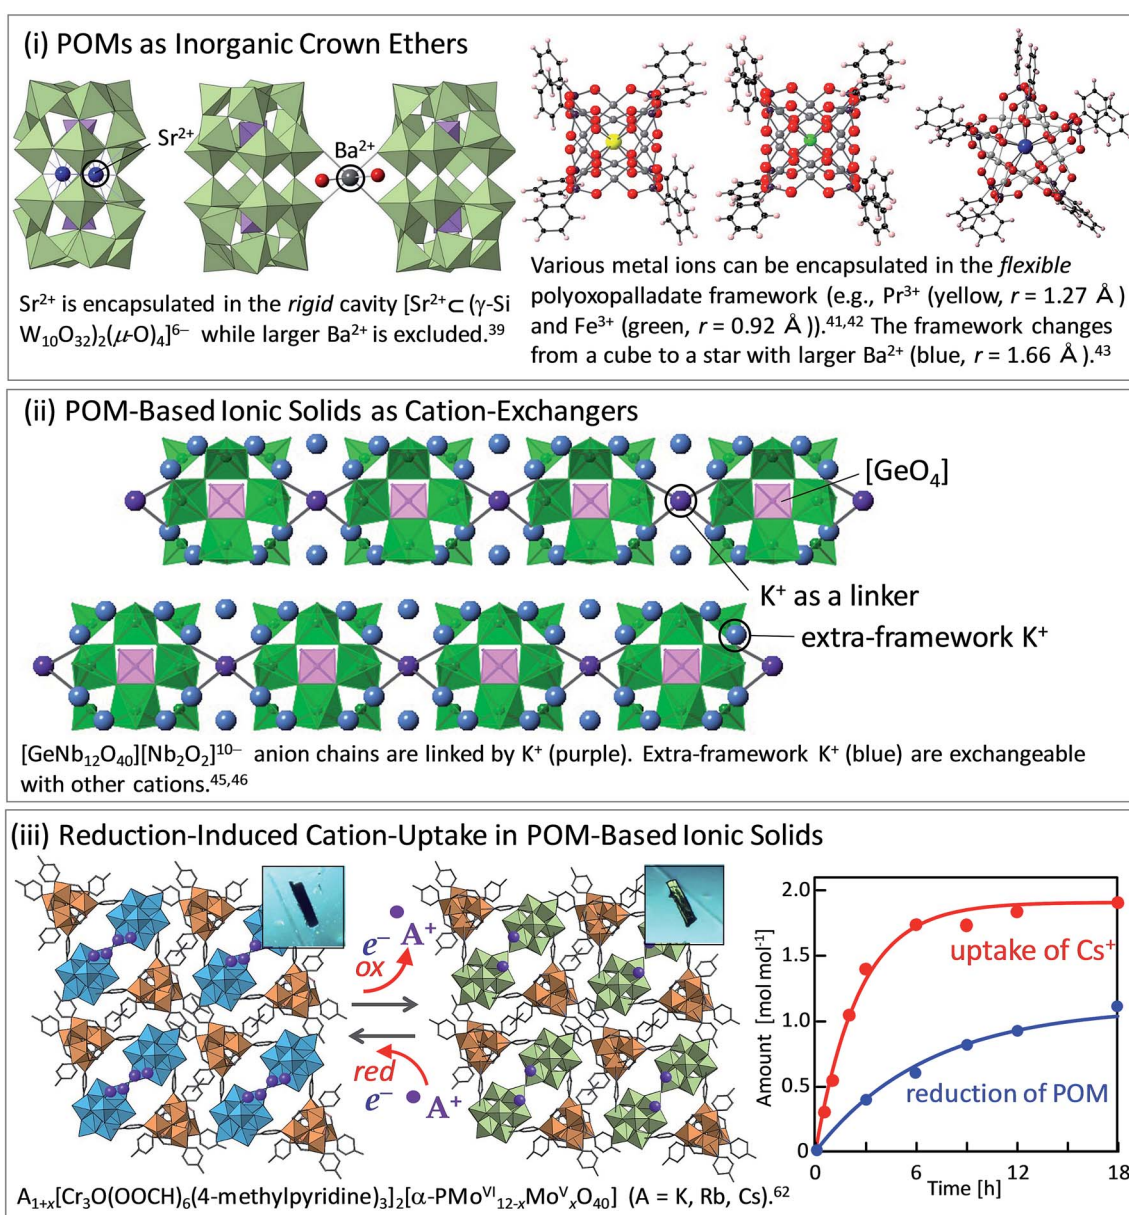 (i) POMs as Inorganic Crown Ethers
Sr²⁺
Ba²⁺
Sr²⁺ is encapsulated in the rigid cavity [Sr²⁺⊂(γ-Si
W₁₀O₃₂)₂(μ-O)₄]⁶⁻ while larger Ba²⁺ is excluded.³⁹
Various metal ions can be encapsulated in the flexible
polyoxopalladate framework (e.g., Pr³⁺ (yellow, r = 1.27 Å)
and Fe³⁺ (green, r = 0.92 Å)).⁴¹,⁴² The framework changes
from a cube to a star with larger Ba²⁺ (blue, r = 1.66 Å).⁴³
(ii) POM-Based Ionic Solids as Cation-Exchangers
[GeO₄]
K⁺ as a linker
extra-framework K⁺
[GeNb₁₂O₄₀][Nb₂O₂]¹⁰⁻ anion chains are linked by K⁺ (purple). Extra-framework K⁺ (blue) are exchangeable
with other cations.⁴⁵,⁴⁶
(iii) Reduction-Induced Cation-Uptake in POM-Based Ionic Solids
e⁻ A⁺
ox
red
e⁻ A⁺
A₁₊ₓ[Cr₃O(OOCH)₆(4-methylpyridine)₃]₂[α-PMoⱽᴵ₁₂₋ₓMoⱽₓO₄₀] (A = K, Rb, Cs).⁶²
Amount [mol mol⁻¹]
2.0
1.5
1.0
0.5
0
uptake of Cs⁺
reduction of POM
0 6 12 18
Time [h]